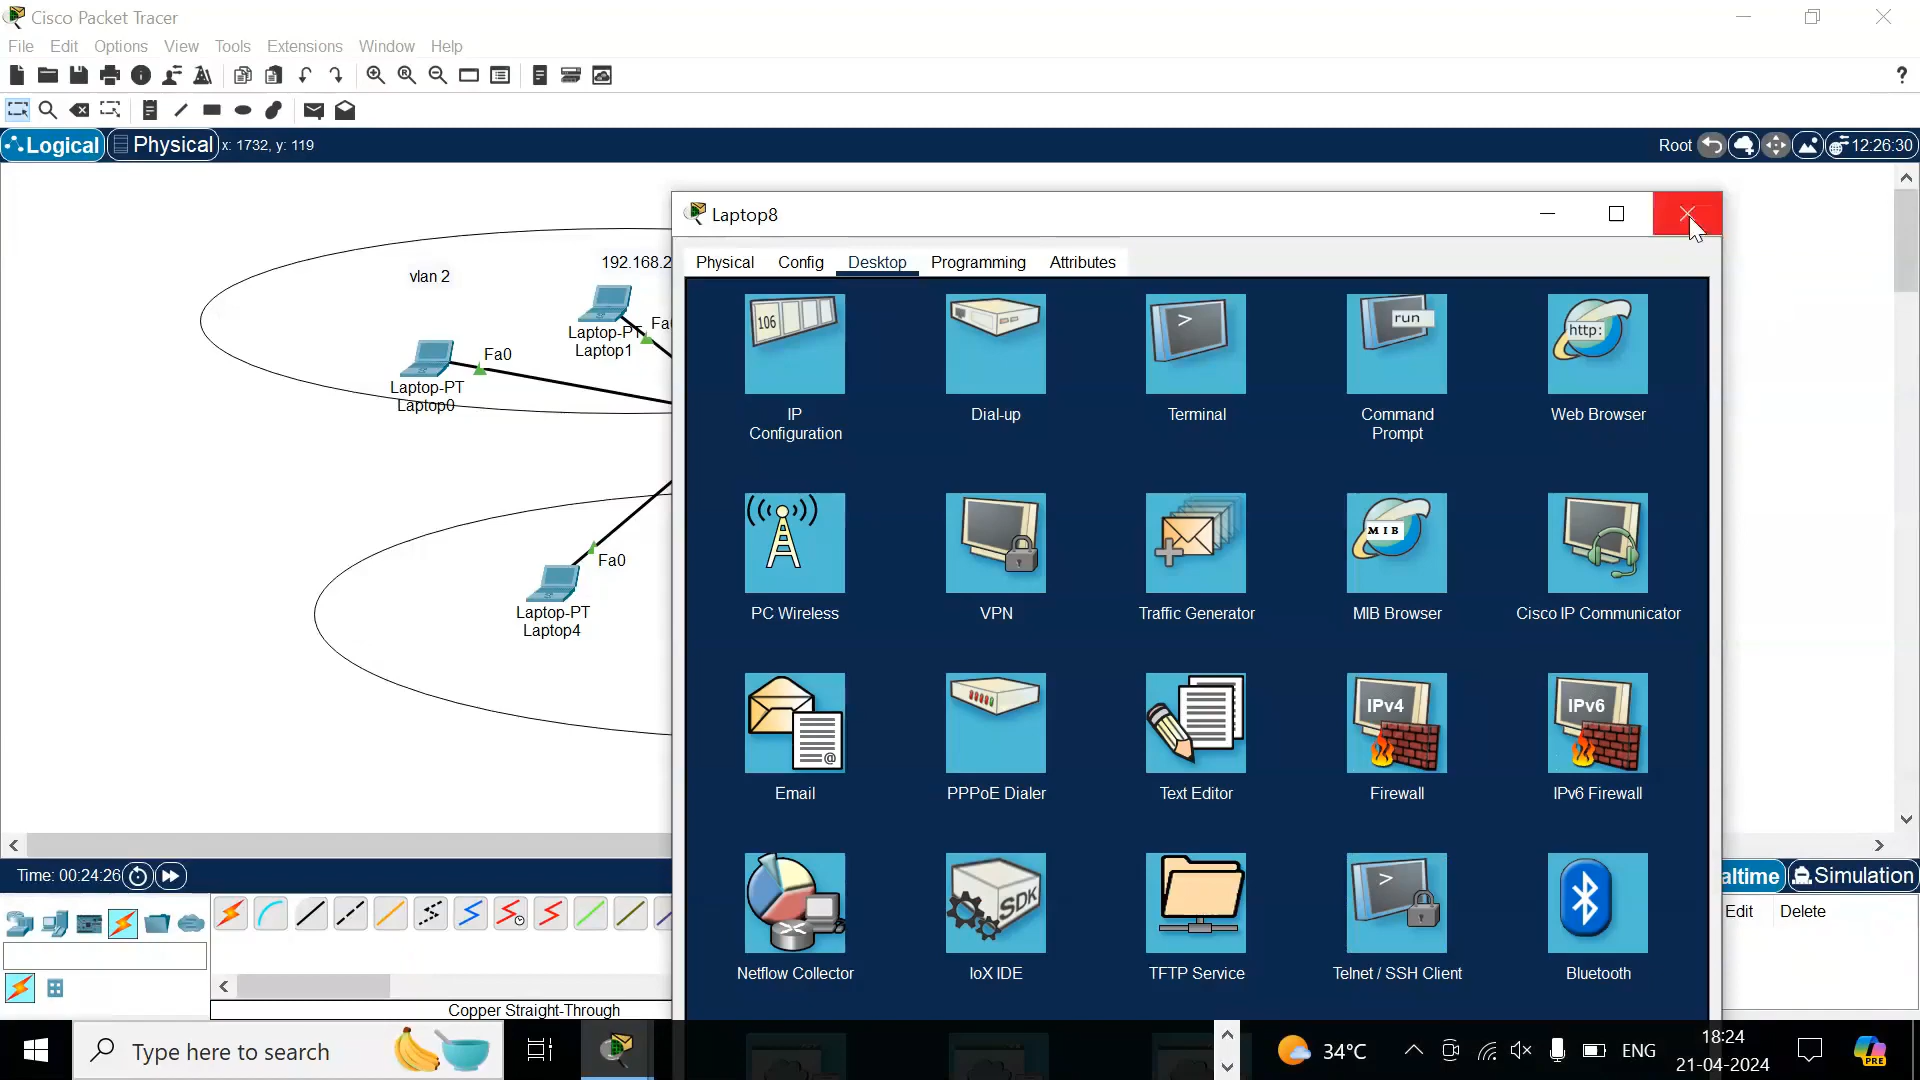 Cisco Packet Tracer
File Edit Options View Tools Extensions Window Help
?
Logical Physical x: 1732, y: 119
Root 12:26:30
Laptop8
Physical Config Desktop Programming Attributes
vlan 2
192.168.2
Laptop-PT
Laptop1
Fa0
Laptop-PT
Laptop0
Fa0
Laptop-PT
Laptop4
106
>
run
http:
IP
Configuration
Dial-up
Terminal
Command
Prompt
Web Browser
MIB
PC Wireless
VPN
Traffic Generator
MIB Browser
Cisco IP Communicator
@
IPv4
IPv6
Email
PPPoE Dialer
Text Editor
Firewall
IPv6 Firewall
SDK
>
Netflow Collector
IoX IDE
TFTP Service
Telnet / SSH Client
Bluetooth
Time: 00:24:26
altime Simulation
Edit Delete
Copper Straight-Through
Type here to search
34°C
ENG
18:24
21-04-2024
PRE